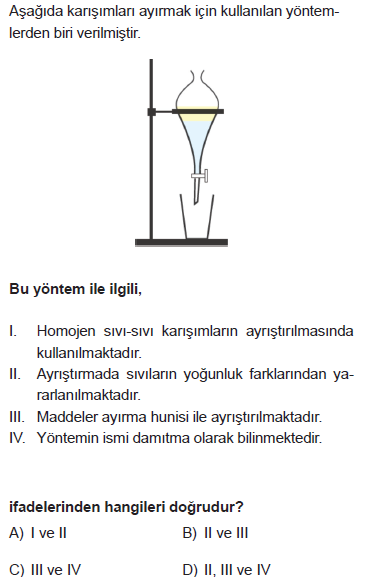 Aşağıda karışımları ayırmak için kullanılan yöntem-
lerden biri verilmiştir.
Bu yöntem ile ilgili,
I. Homojen sıvı-sıvı karışımların ayrıştırılmasında
kullanılmaktadır.
II. Ayrıştırmada sıvıların yoğunluk farklarından ya-
rarlanılmaktadır.
III. Maddeler ayırma hunisi ile ayrıştırılmaktadır.
IV. Yöntemin ismi damıtma olarak bilinmektedir.
ifadelerinden hangileri doğrudur?
A) I ve II B) II ve III
C) III ve IV D) II, III ve IV